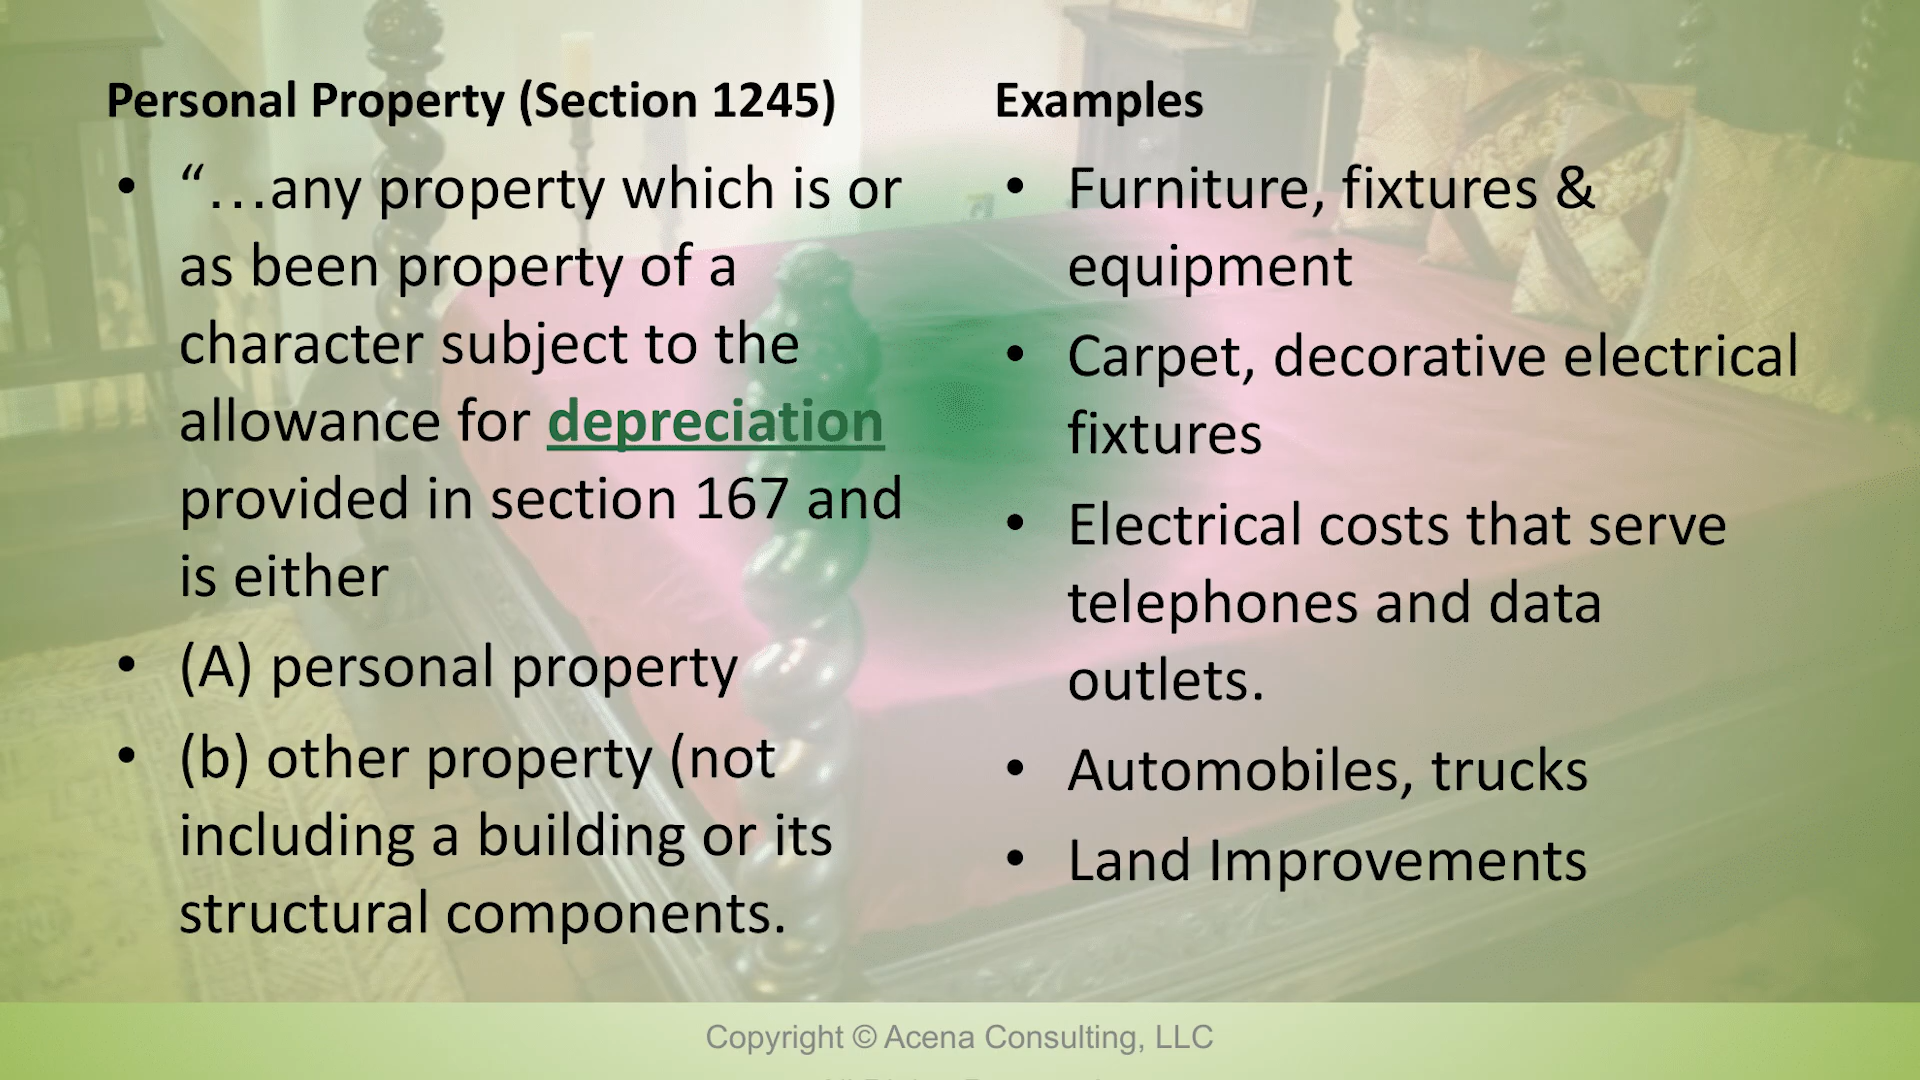 Personal Property (Section 1245)
• “…any property which is or
as been property of a
character subject to the
allowance for depreciation
provided in section 167 and
is either
• (A) personal property
• (b) other property (not
including a building or its
structural components.
Examples
• Furniture, fixtures &
equipment
• Carpet, decorative electrical
fixtures
• Electrical costs that serve
telephones and data
outlets.
• Automobiles, trucks
• Land Improvements
Copyright © Acena Consulting, LLC